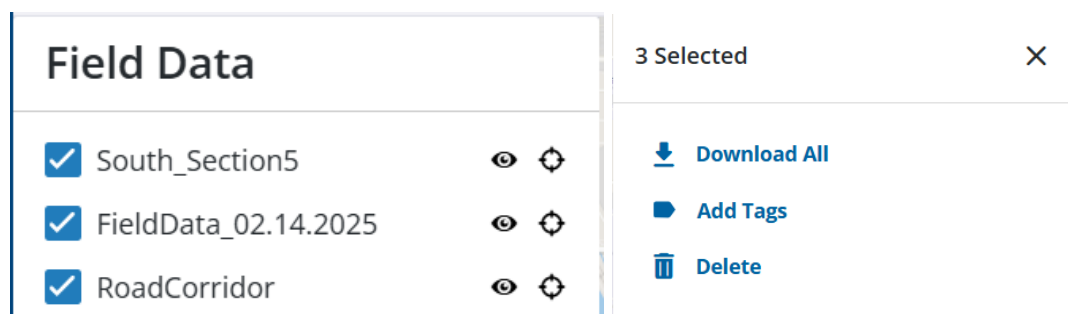 Field Data
South_Section5
FieldData_02.14.2025
RoadCorridor
3 Selected
Download All
Add Tags
Delete